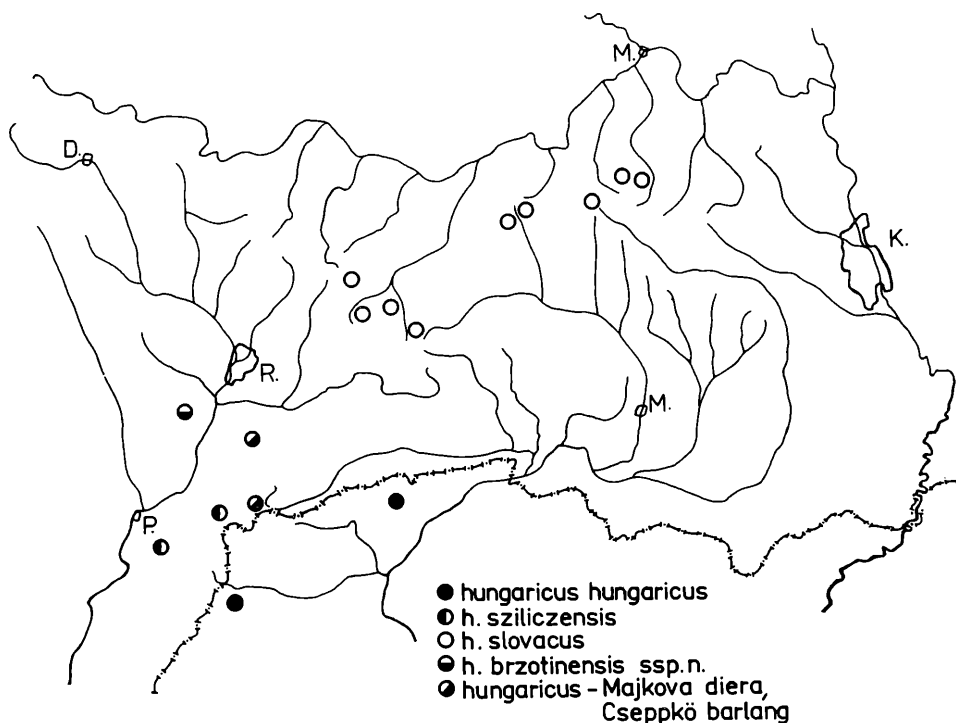 M.
D.
K.
R.
M.
P.
hungaricus hungaricus
h. sziliczensis
h. slovacus
h. brzotinensis ssp.n.
hungaricus - Majkova diera,
Cseppkö barlang